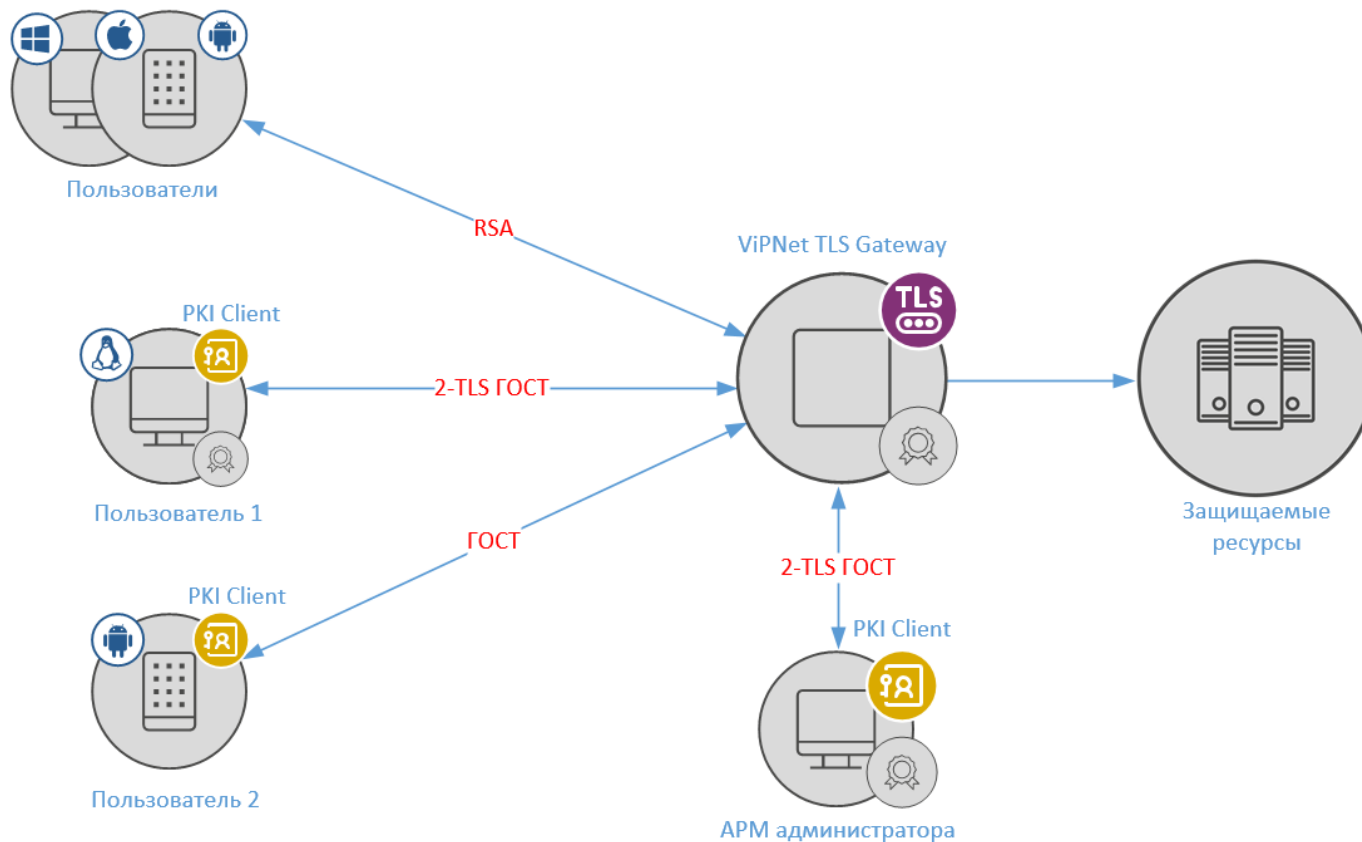 Пользователи
RSA
ViPNet TLS Gateway
TLS
PKI Client
2-TLS ГОСТ
Пользователь 1
Защищаемые
ресурсы
ГОСТ
2-TLS ГОСТ
PKI Client
PKI Client
Пользователь 2
АРМ администратора